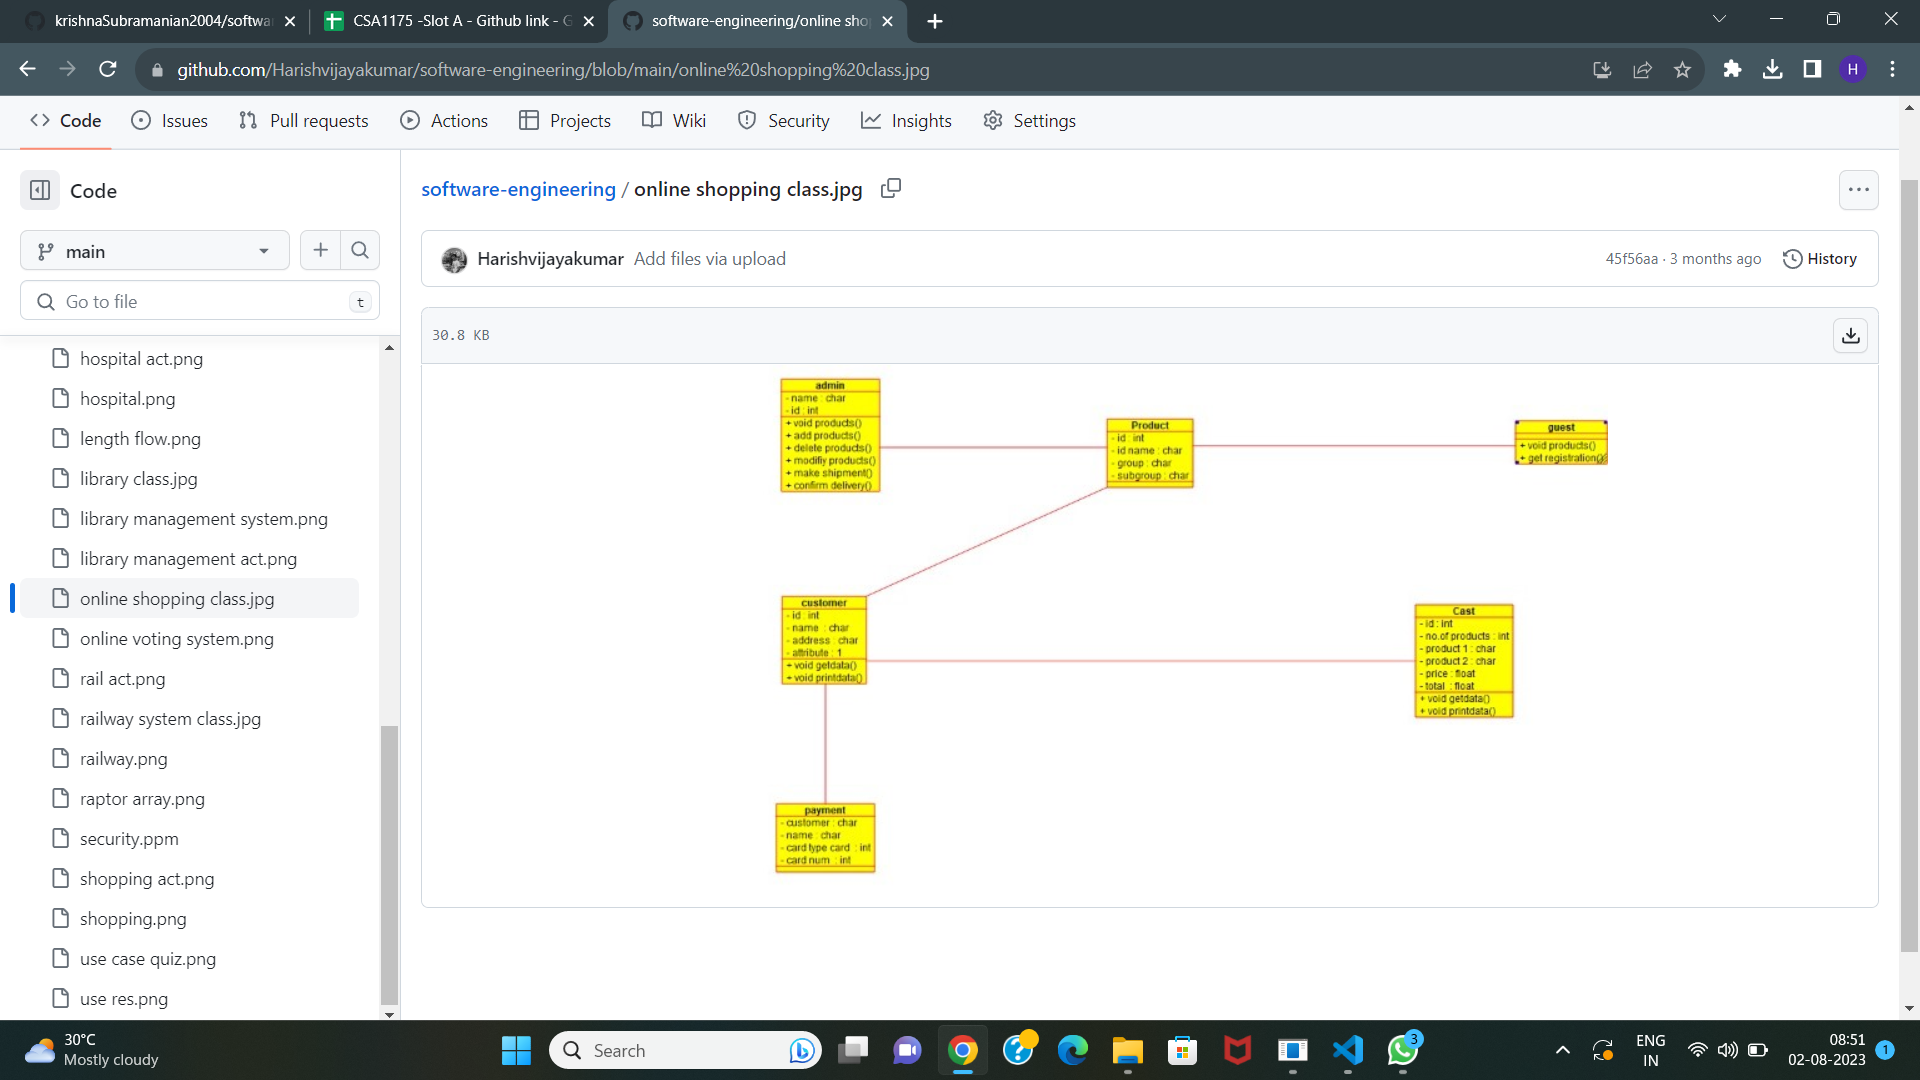 krishnaSubramanian2004/softwa
CSA1175 -Slot A - Github link - G
software-engineering/online sho
github.com/Harishvijayakumar/software-engineering/blob/main/online%20shopping%20class.jpg
H
Code
Issues
Pull requests
Actions
Projects
Wiki
Security
Insights
Settings
Code
software-engineering / online shopping class.jpg
main
Harishvijayakumar Add files via upload
45f56aa · 3 months ago
History
Go to file
t
30.8 KB
hospital act.png
hospital.png
length flow.png
library class.jpg
library management system.png
library management act.png
online shopping class.jpg
online voting system.png
rail act.png
railway system class.jpg
railway.png
raptor array.png
security.ppm
shopping act.png
shopping.png
use case quiz.png
use res.png
admin
- name : char
- id : int
+ void products()
+ add products()
+ delete products()
+ modifiy products()
+ make shipment()
+ confirm delivery()
Product
- id : int
- id name : char
- group : char
- subgroup : char
guest
+ void products()
+ get registration()
customer
- id : int
- name : char
- address : char
- attribute : 1
+ void getdata()
+ void printdata()
Cast
- id : int
- no.of products : int
- product 1 : char
- product 2 : char
- price : float
- total : float
+ void getdata()
+ void printdata()
payment
- customer : char
- name : char
- card type card : int
- card num : int
30°C
Mostly cloudy
Search
3
ENG
IN
08:51
02-08-2023
1